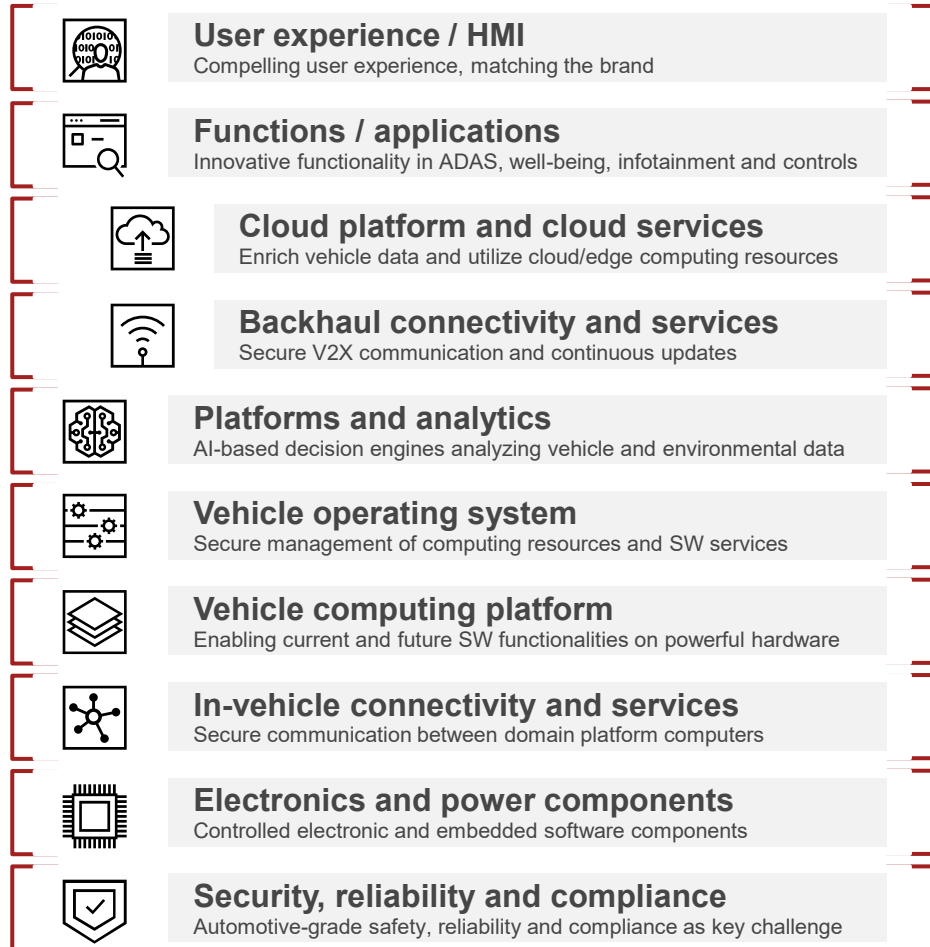 User experience / HMI
Compelling user experience, matching the brand
Functions / applications
Innovative functionality in ADAS, well-being, infotainment and controls
Cloud platform and cloud services
Enrich vehicle data and utilize cloud/edge computing resources
Backhaul connectivity and services
Secure V2X communication and continuous updates
Platforms and analytics
AI-based decision engines analyzing vehicle and environmental data
Vehicle operating system
Secure management of computing resources and SW services
Vehicle computing platform
Enabling current and future SW functionalities on powerful hardware
In-vehicle connectivity and services
Secure communication between domain platform computers
Electronics and power components
Controlled electronic and embedded software components
Security, reliability and compliance
Automotive-grade safety, reliability and compliance as key challenge